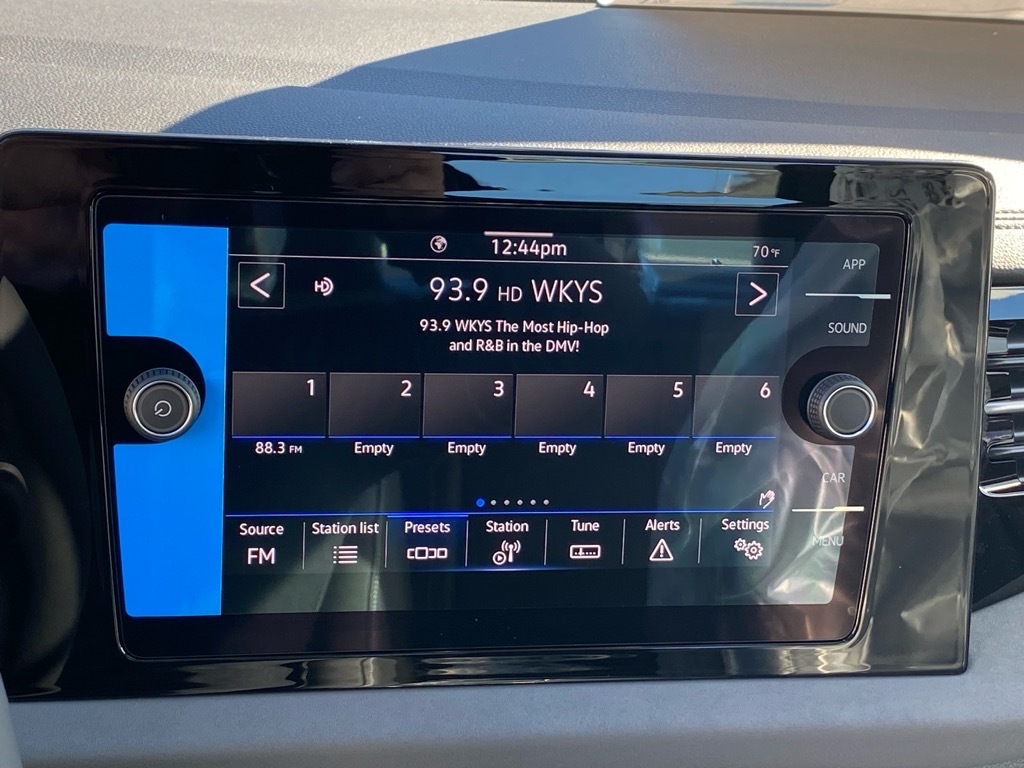 12:44pm
70°F
APP
HD
93.9 HD WKYS
SOUND
93.9 WKYS The Most Hip-Hop
and R&B in the DMV!
1 2 3 4 5 6
88.3 FM Empty Empty Empty Empty Empty
CAR
Source Station list Presets Station Tune Alerts Settings
FM
MENU